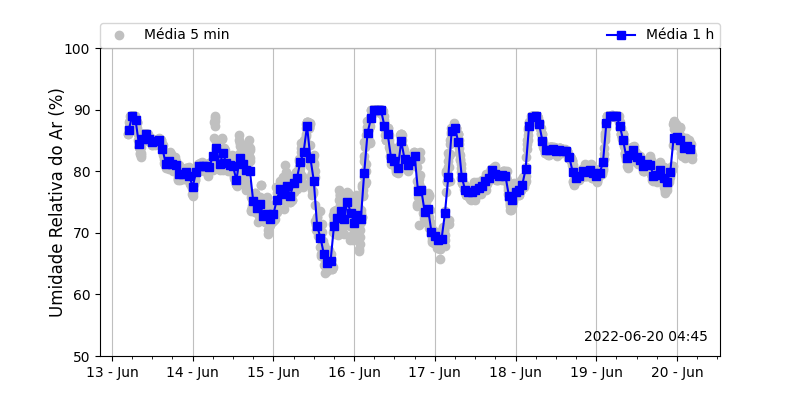 Média 5 min
Média 1 h
Umidade Relativa do Ar (%)
100
90
80
70
60
50
2022-06-20 04:45
13 - Jun
14 - Jun
15 - Jun
16 - Jun
17 - Jun
18 - Jun
19 - Jun
20 - Jun